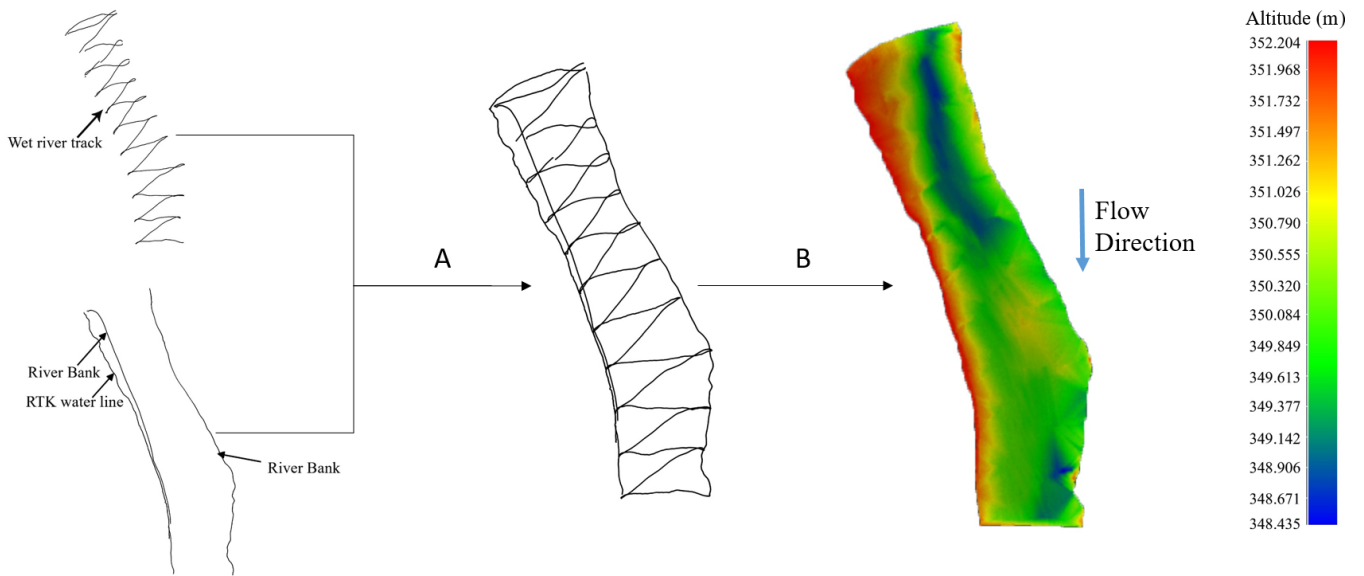 Wet river track
River Bank
RTK water line
River Bank
A
B
Flow
Direction
Altitude (m)
352.204
351.968
351.732
351.497
351.262
351.026
350.790
350.555
350.320
350.084
349.849
349.613
349.377
349.142
348.906
348.671
348.435